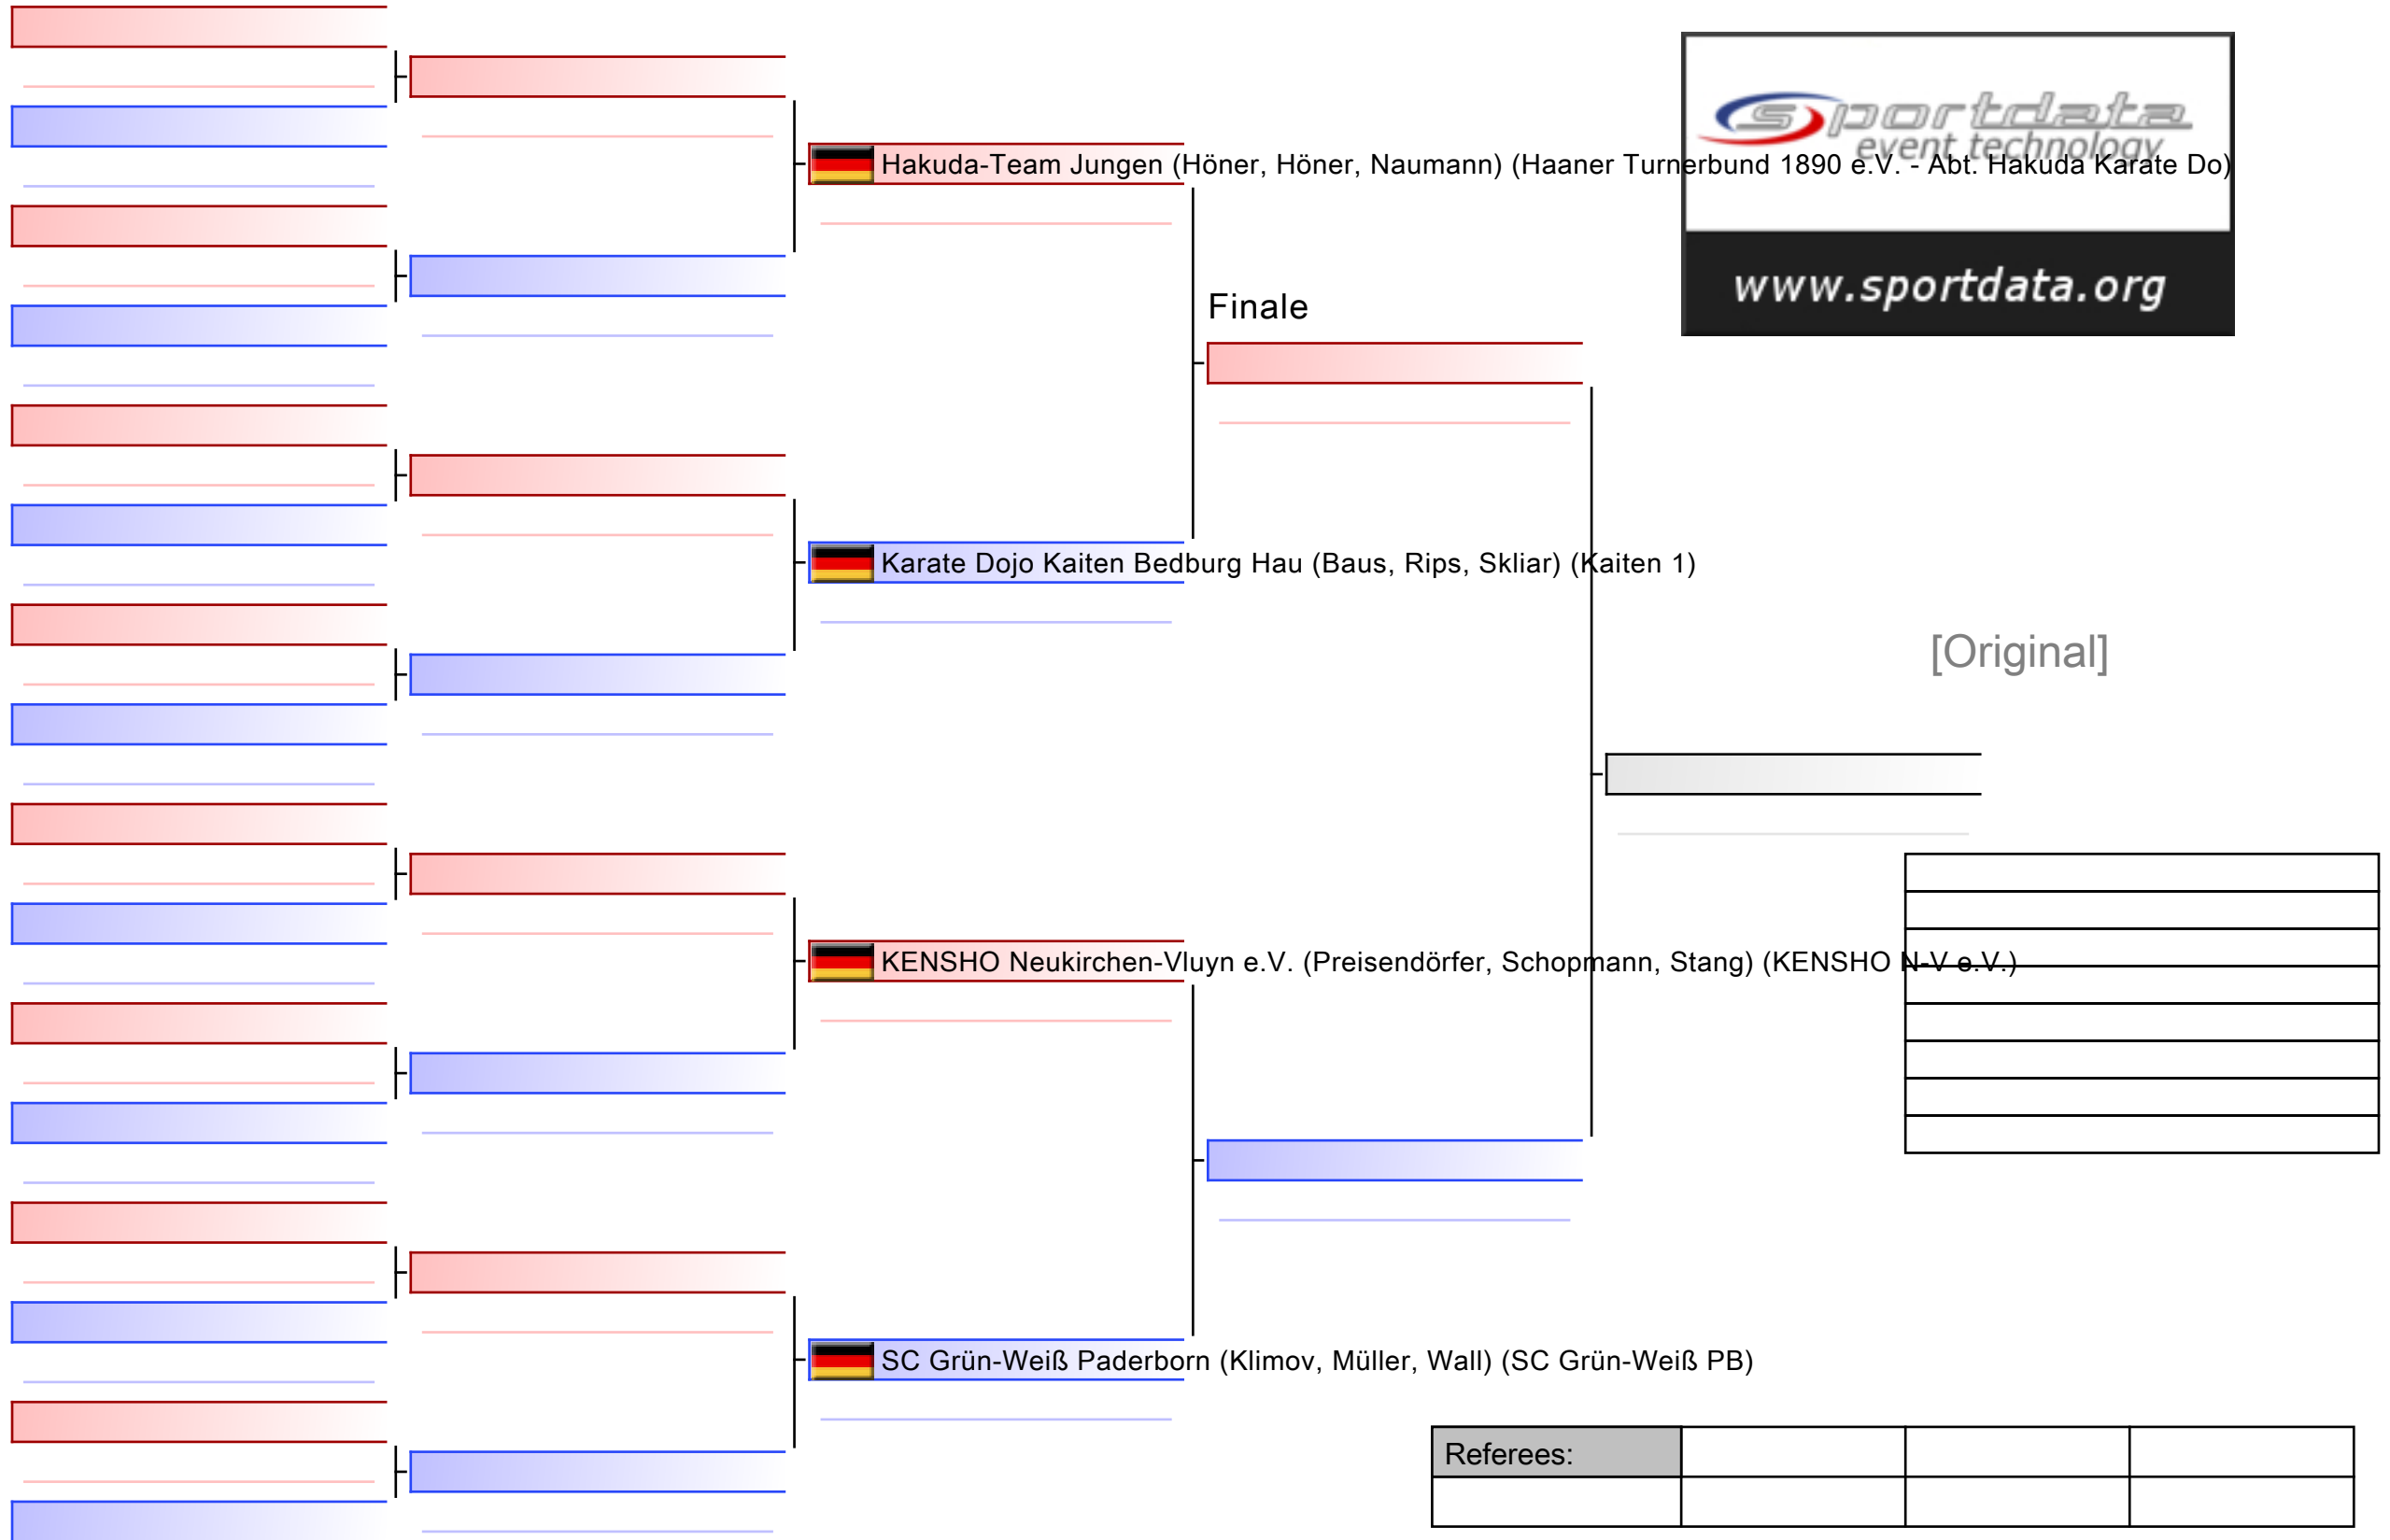 sportdata
event technology
Hakuda-Team Jungen (Höner, Höner, Naumann) (Haaner Turnerbund 1890 e.V. - Abt. Hakuda Karate Do)
www.sportdata.org
Finale
Karate Dojo Kaiten Bedburg Hau (Baus, Rips, Skliar) (Kaiten 1)
[Original]
KENSHO Neukirchen-Vluyn e.V. (Preisendörfer, Schopmann, Stang) (KENSHO N-V e.V.)
SC Grün-Weiß Paderborn (Klimov, Müller, Wall) (SC Grün-Weiß PB)
Referees: